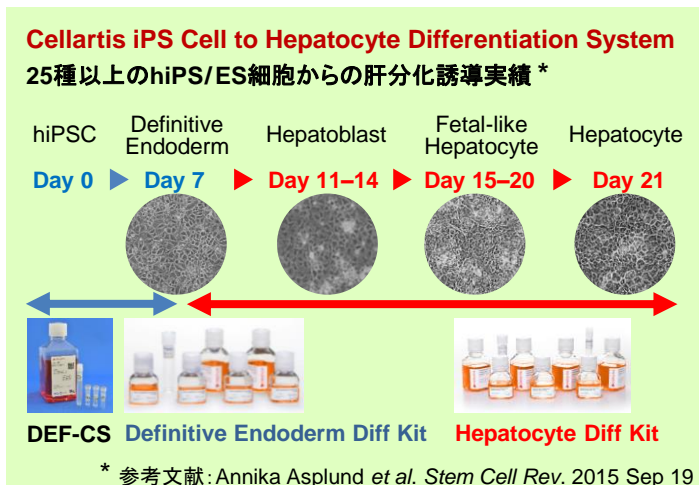 Cellartis iPS Cell to Hepatocyte Differentiation System
25種以上のhiPS/ES細胞からの肝分化誘導実績 *
hiPSC
Definitive
Endoderm
Hepatoblast
Fetal-like
Hepatocyte
Hepatocyte
Day 0
Day 7
Day 11–14
Day 15–20
Day 21
DEF-CS
Definitive Endoderm Diff Kit
Hepatocyte Diff Kit
* 参考文献：Annika Asplund et al. Stem Cell Rev. 2015 Sep 19